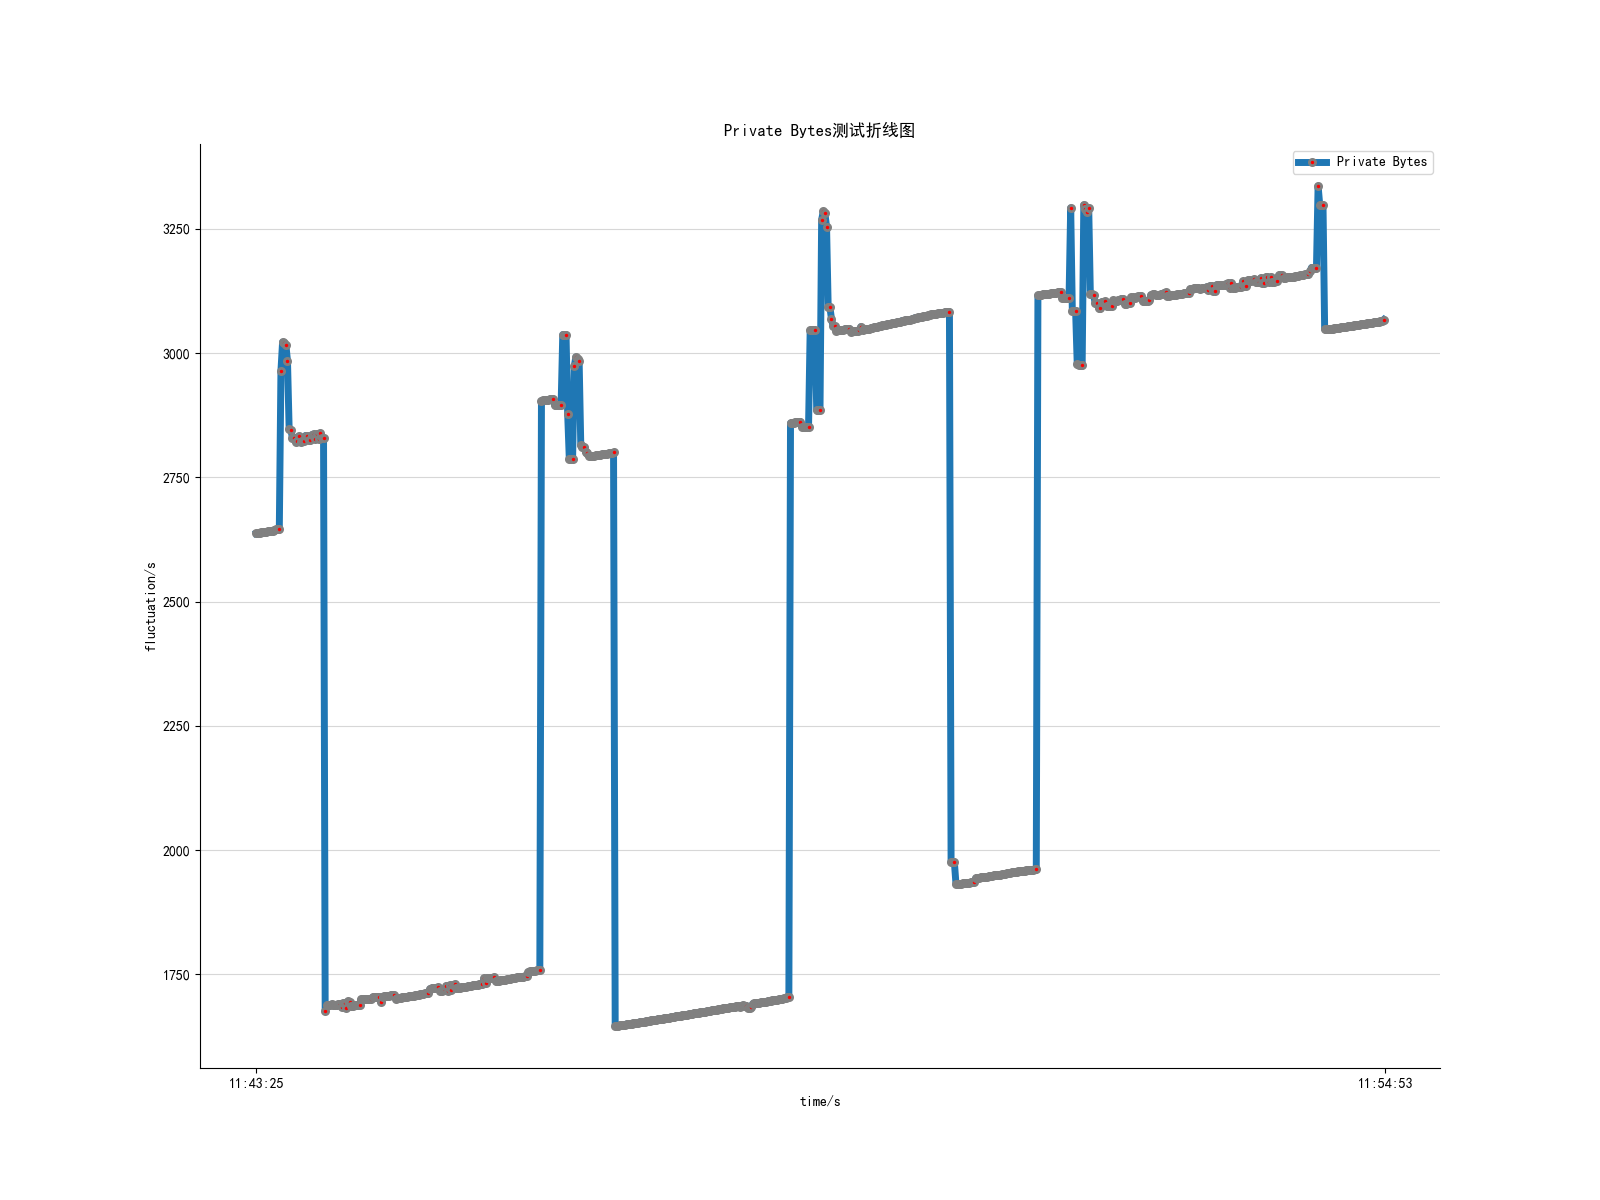 Private Bytes测试折线图
Private Bytes
3250
3000
2750
2500
2250
2000
1750
fluctuation/s
11:43:25
11:54:53
time/s